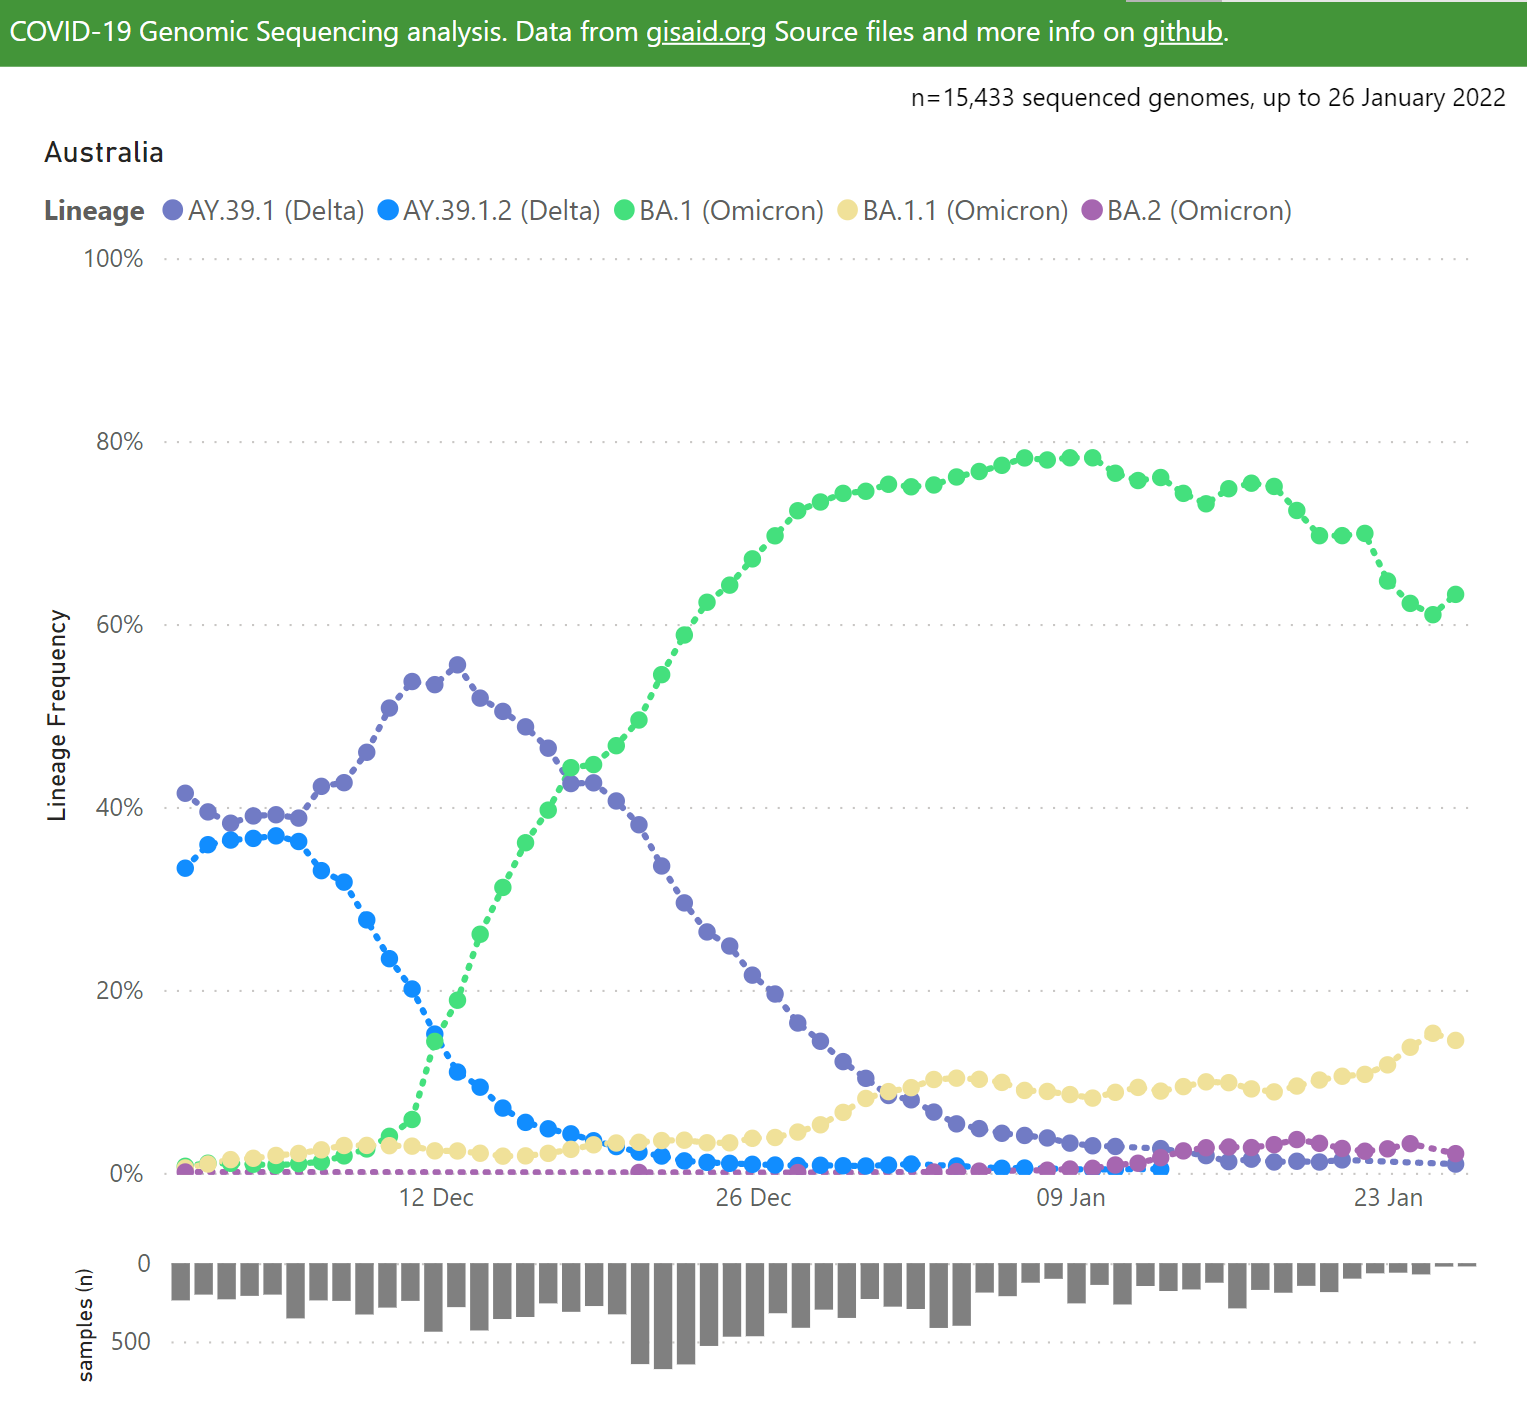 COVID-19 Genomic Sequencing analysis. Data from gisaid.org Source files and more info on github.
n=15,433 sequenced genomes, up to 26 January 2022
Australia
Lineage AY.39.1 (Delta) AY.39.1.2 (Delta) BA.1 (Omicron) BA.1.1 (Omicron) BA.2 (Omicron)
100%
80%
60%
40%
20%
0%
Lineage Frequency
12 Dec 26 Dec 09 Jan 23 Jan
0
500
samples (n)